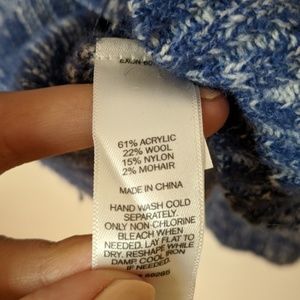 61% ACRYLIC
22% WOOL
15% NYLON
2% MOHAIR
MADE IN CHINA
HAND WASH COLD
SEPARATELY.
ONLY NON-CHLORINE
BLEACH WHEN
NEEDED. LAY FLAT TO
DRY. RESHAPE WHILE
DAMP. COOL IRON
IF NEEDED.